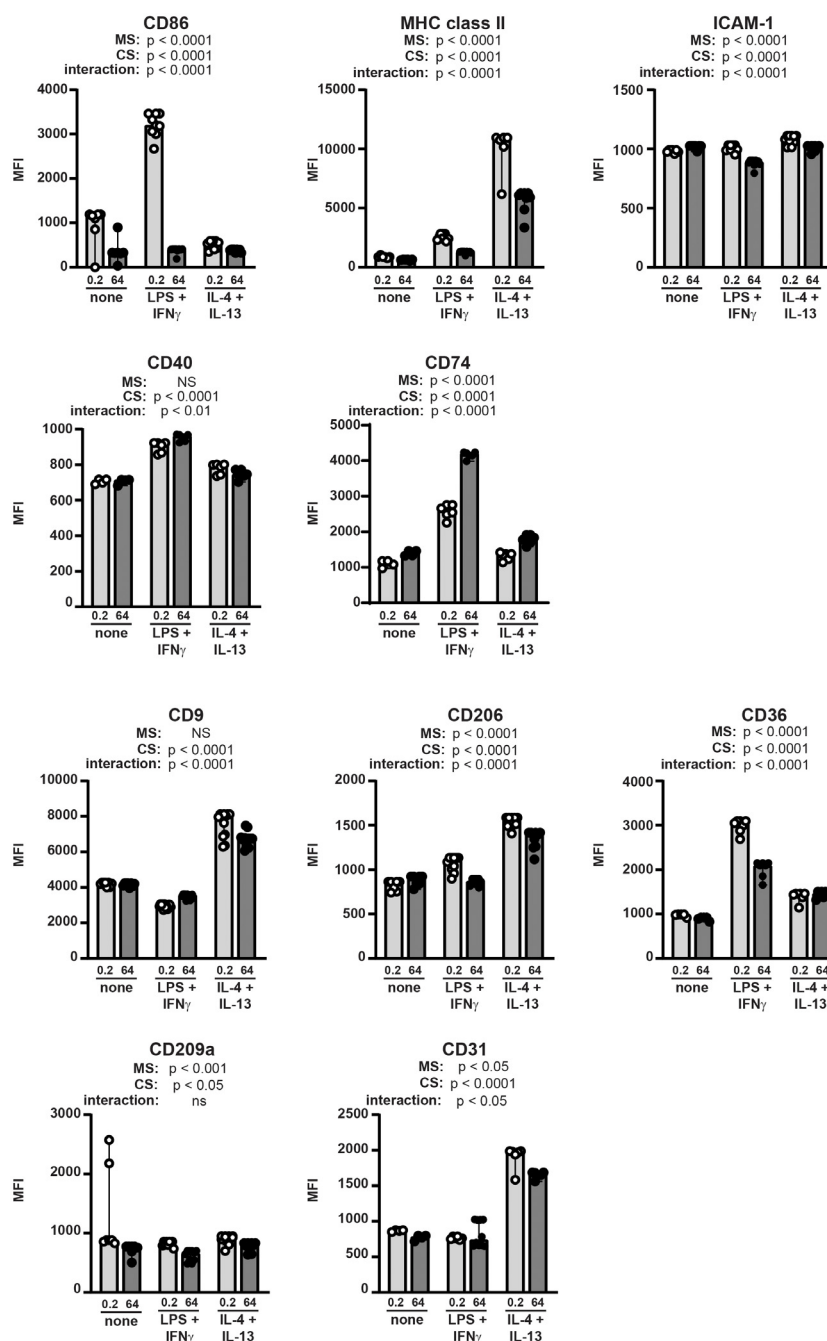 CD86
MS: p < 0.0001
CS: p < 0.0001
interaction: p < 0.0001
MFI
4000
3000
2000
1000
0
0.2 64 0.2 64 0.2 64
none LPS + IL-4 +
IFNγ IL-13
MHC class II
MS: p < 0.0001
CS: p < 0.0001
interaction: p < 0.0001
MFI
15000
10000
5000
0
0.2 64 0.2 64 0.2 64
none LPS + IL-4 +
IFNγ IL-13
ICAM-1
MS: p < 0.0001
CS: p < 0.0001
interaction: p < 0.0001
MFI
1500
1000
500
0
0.2 64 0.2 64 0.2 64
none LPS + IL-4 +
IFNγ IL-13
CD40
MS: NS
CS: p < 0.0001
interaction: p < 0.01
MFI
1000
800
600
400
200
0
0.2 64 0.2 64 0.2 64
none LPS + IL-4 +
IFNγ IL-13
CD74
MS: p < 0.0001
CS: p < 0.0001
interaction: p < 0.0001
MFI
5000
4000
3000
2000
1000
0
0.2 64 0.2 64 0.2 64
none LPS + IL-4 +
IFNγ IL-13
CD9
MS: NS
CS: p < 0.0001
interaction: p < 0.0001
MFI
10000
8000
6000
4000
2000
0
0.2 64 0.2 64 0.2 64
none LPS + IL-4 +
IFNγ IL-13
CD206
MS: p < 0.0001
CS: p < 0.0001
interaction: p < 0.0001
MFI
2000
1500
1000
500
0
0.2 64 0.2 64 0.2 64
none LPS + IL-4 +
IFNγ IL-13
CD36
MS: p < 0.0001
CS: p < 0.0001
interaction: p < 0.0001
MFI
4000
3000
2000
1000
0
0.2 64 0.2 64 0.2 64
none LPS + IL-4 +
IFNγ IL-13
CD209a
MS: p < 0.001
CS: p < 0.05
interaction: ns
MFI
3000
2000
1000
0
0.2 64 0.2 64 0.2 64
none LPS + IL-4 +
IFNγ IL-13
CD31
MS: p < 0.05
CS: p < 0.0001
interaction: p < 0.05
MFI
2500
2000
1500
1000
500
0
0.2 64 0.2 64 0.2 64
none LPS + IL-4 +
IFNγ IL-13